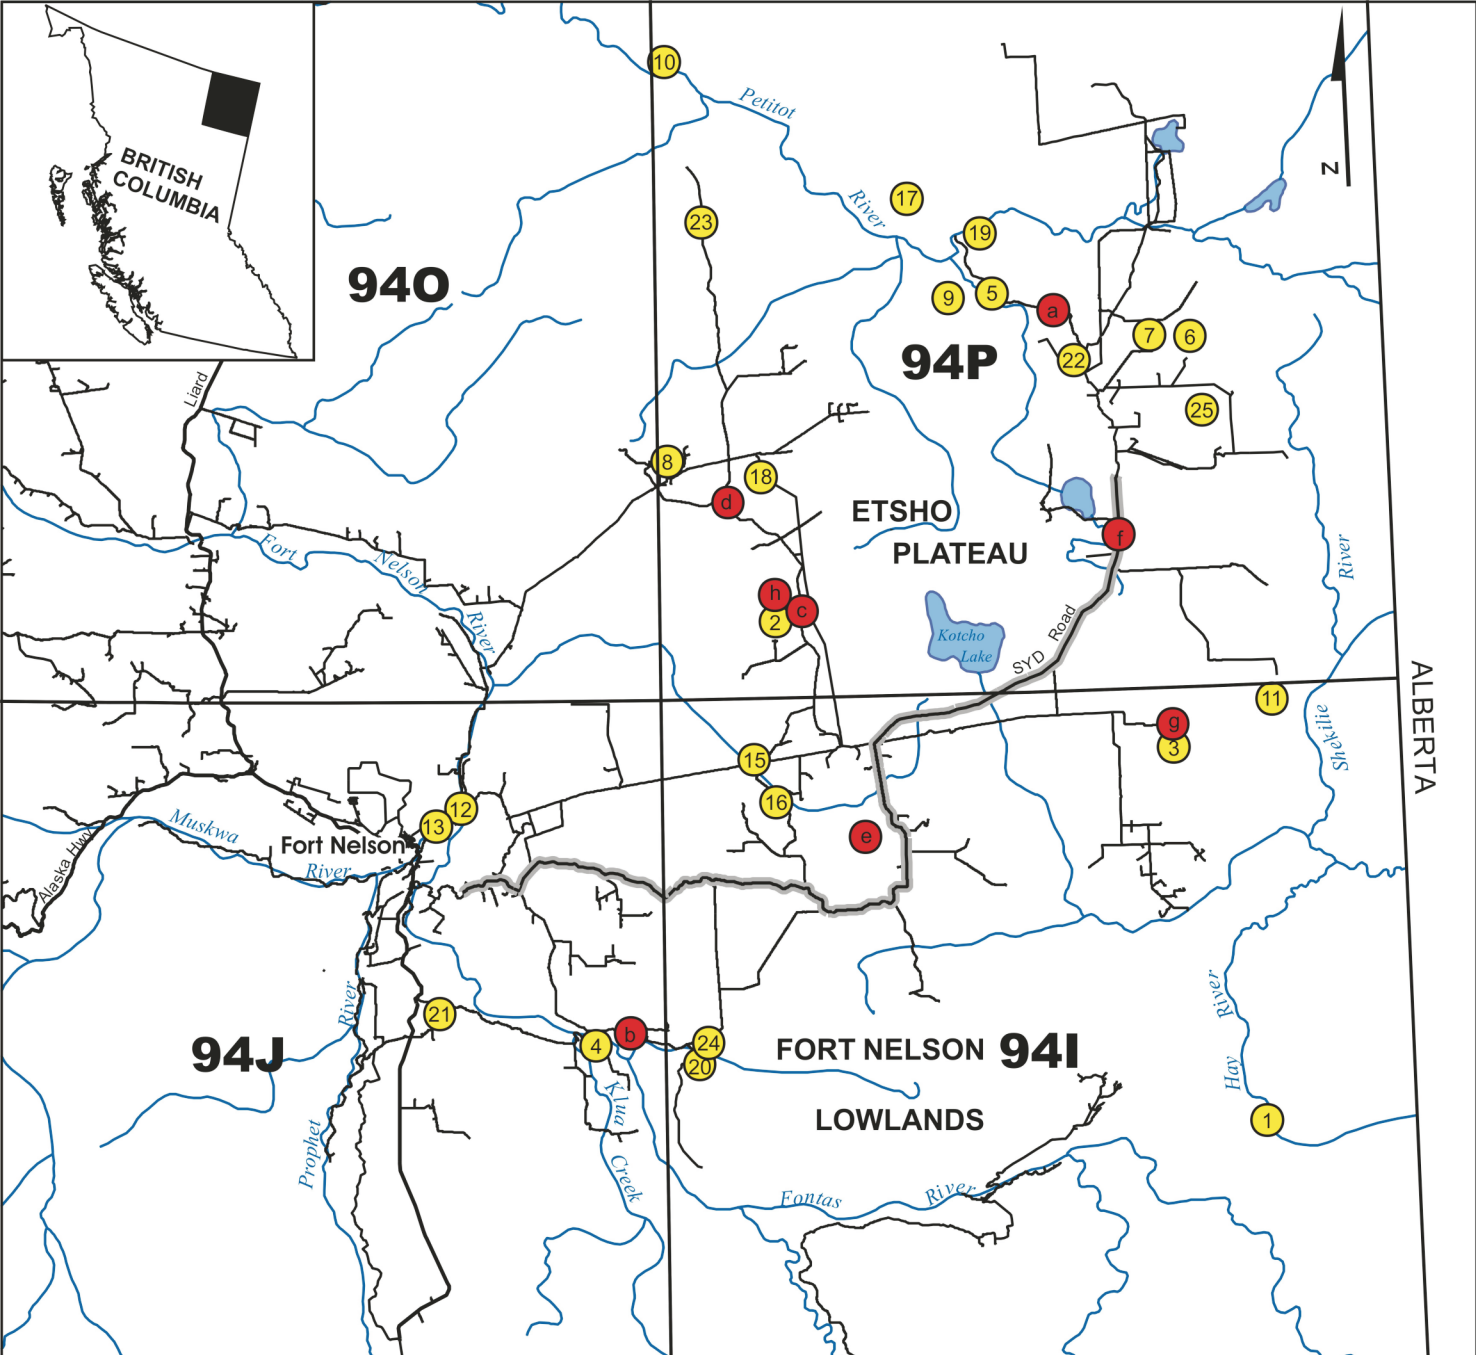 BRITISH
COLUMBIA
10
Petitot
River
17
23
19
N
94O
9
5
a
94P
7
6
22
Liard
25
8
18
d
ETSHO
PLATEAU
f
Fort
Nelson
River
River
h
c
2
Kotcho
Lake
SYD Road
11
ALBERTA
g
3
Shekilie
15
16
12
13
e
Muskwa
River
Fort Nelson
Alaska Hwy
River
21
4
b
24
20
94J
FORT NELSON
94I
LOWLANDS
River
Hay
1
Klua
Creek
Prophet
Fontas
River